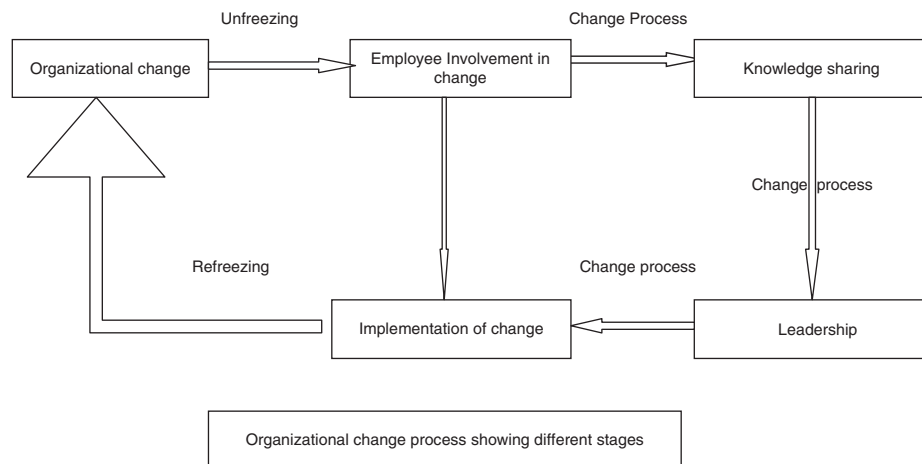 Unfreezing
Change Process
Organizational change
Employee Involvement in
change
Knowledge sharing
Change process
Refreezing
Change process
Implementation of change
Leadership
Organizational change process showing different stages